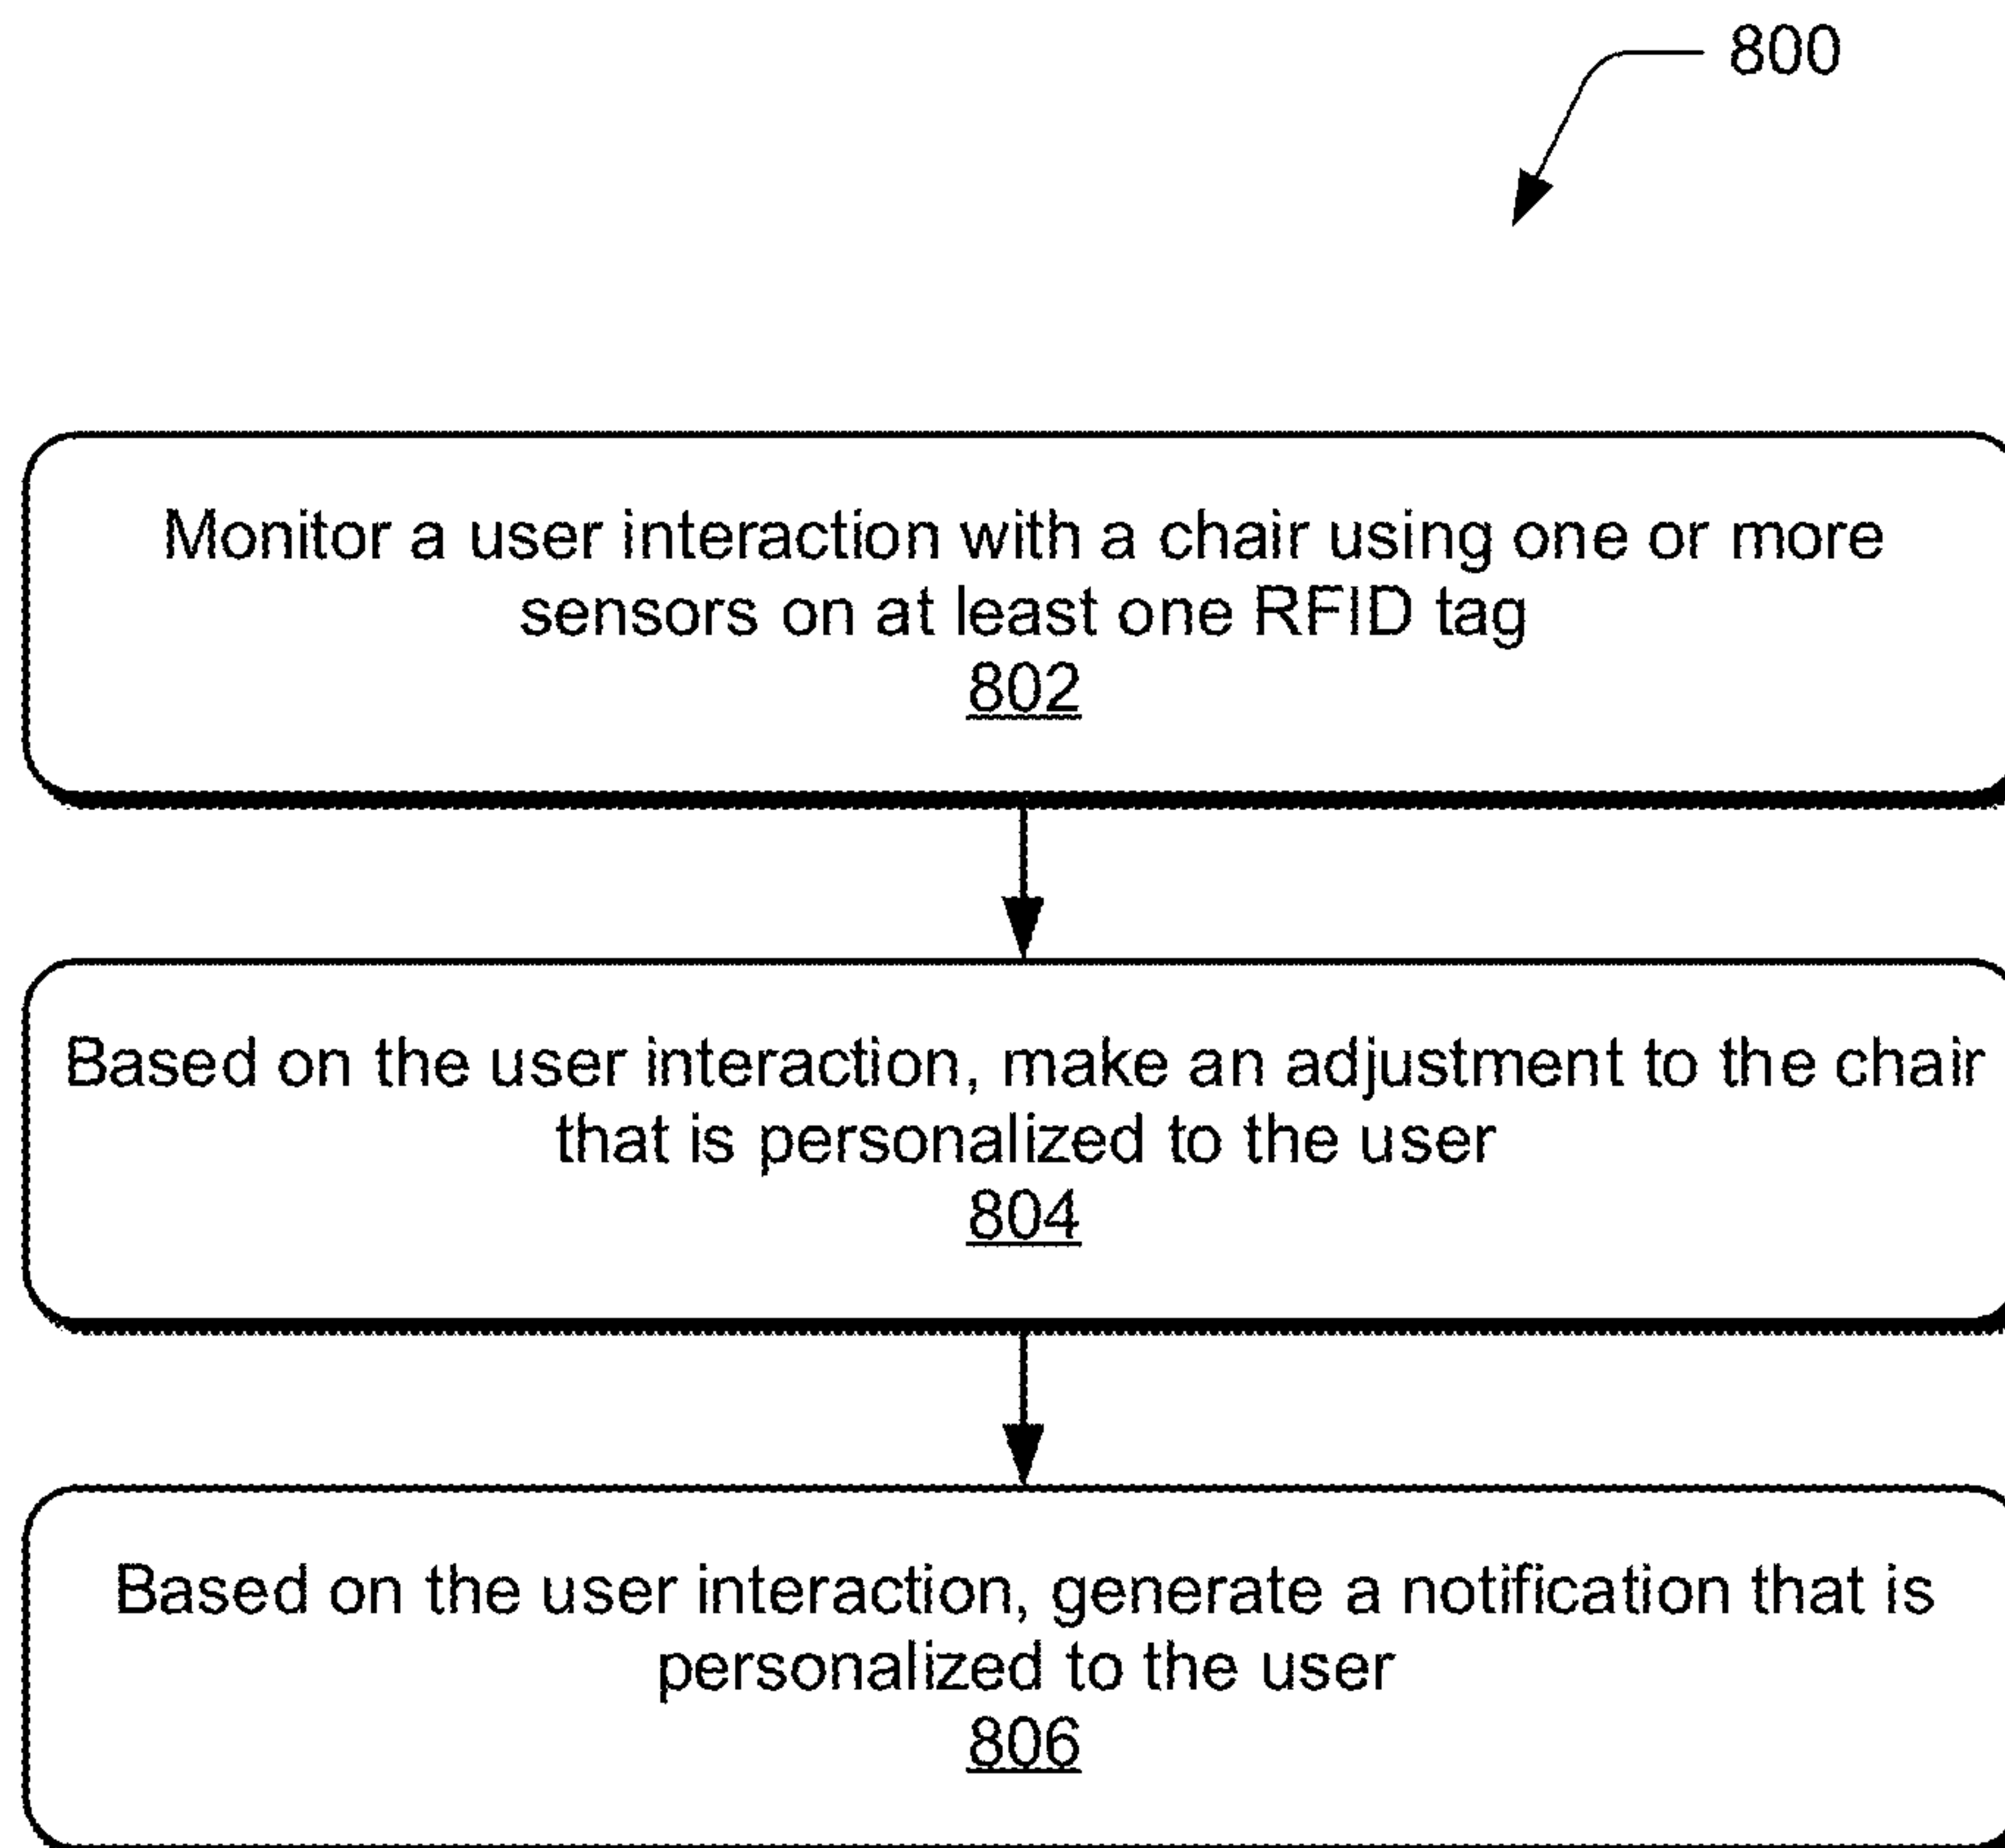 800
Monitor a user interaction with a chair using one or more
sensors on at least one RFID tag
802
Based on the user interaction, make an adjustment to the chair
that is personalized to the user
804
Based on the user interaction, generate a notification that is
personalized to the user
806